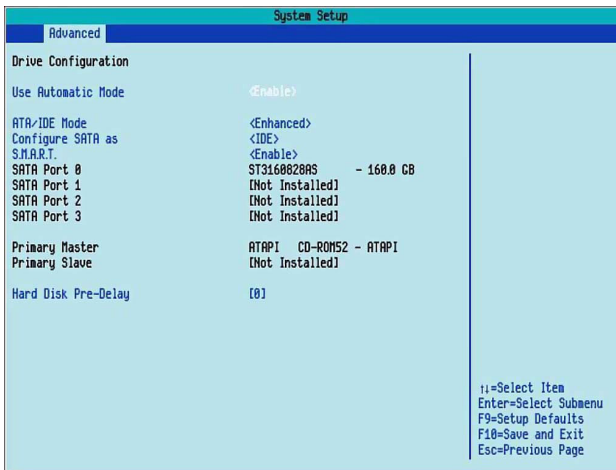 System Setup
Advanced
Drive Configuration
Use Automatic Mode <Enable>
ATA/IDE Mode <Enhanced>
Configure SATA as <IDE>
S.M.A.R.T. <Enable>
SATA Port 0 ST3160828AS - 160.0 GB
SATA Port 1 [Not Installed]
SATA Port 2 [Not Installed]
SATA Port 3 [Not Installed]
Primary Master ATAPI CD-ROM52 - ATAPI
Primary Slave [Not Installed]
Hard Disk Pre-Delay [0]
↑↓=Select Item
Enter=Select Submenu
F9=Setup Defaults
F10=Save and Exit
Esc=Previous Page